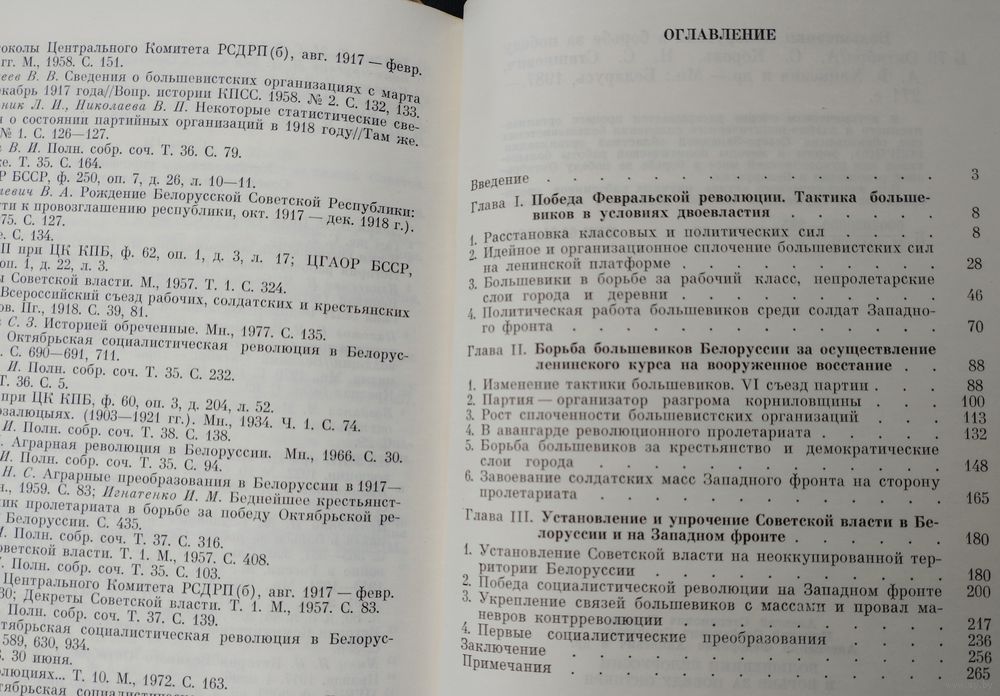 околы Центрального Комитета РСДРП(б), авг. 1917 — февр.
гг. М., 1958. С. 151.
В. В. Сведения о большевистских организациях с марта
кабрь 1917 года//Вопр. истории КПСС. 1958. № 2. С. 132, 133.
ник Л. И., Николаева В. П. Некоторые статистические све-
о состоянии партийных организаций в 1918 году//Там же.
№ 1. С. 126—127.
В. И. Полн. собр. соч. Т. 36. С. 79.
е. Т. 35. С. 164.
Р БССР, ф. 250, оп. 7, д. 26, л. 10—11.
евич В. А. Рождение Белорусской Советской Республики:
ти к провозглашению республики, окт. 1917 — дек. 1918 г.).
75. С. 127.
е. С. 134.
П при ЦК КПБ, ф. 62, оп. 1, д. 3, л. 17; ЦГАОР БССР,
оп. 1, д. 22, л. 3.
ы Советской власти. М., 1957. Т. 1. С. 324.
Всероссийский съезд рабочих, солдатских и крестьянских
ов. Пг., 1918. С. 39, 81.
С. З. Историей обреченные. Мн., 1977. С. 135.
Октябрьская социалистическая революция в Белорус-
С. 690—691, 711.
И. Полн. собр. соч. Т. 35. С. 232.
Т. 36. С. 5.
при ЦК КПБ, ф. 60, оп. 3, д. 204, л. 52.
золюцыях. (1903—1921 гг.). Мн., 1934. Ч. 1. С. 74.
И. Полн. собр. соч. Т. 38. С. 138.
Аграрная революция в Белоруссии. Мн., 1966. С. 30.
И. Полн. собр. соч. Т. 35. С. 94.
Н. С. Аграрные преобразования в Белоруссии в 1917—
н., 1959. С. 83; Игнатенко И. М. Беднейшее крестьянст-
ник пролетариата в борьбе за победу Октябрьской ре-
Белоруссии. С. 435.
И. Полн. собр. соч. Т. 37. С. 316.
оветской власти. Т. 1. М., 1957. С. 408.
Полн. собр. соч. Т. 35. С. 103.
Центрального Комитета РСДРП(б), авг. 1917 — февр.
30; Декреты Советской власти. Т. 1. М., 1957. С. 83.
Полн. собр. соч. Т. 37. С. 139.
ктябрьская социалистическая революция в Белорус-
589, 630, 934.
30 июня.
олюциях... Т. 10. М., 1972. С. 163.
ОГЛАВЛЕНИЕ
Введение . . . 3
Глава I. Победа Февральской революции. Тактика больше-
виков в условиях двоевластия . . . 8
1. Расстановка классовых и политических сил . . . 8
2. Идейное и организационное сплочение большевистских сил
на ленинской платформе . . . 28
3. Большевики в борьбе за рабочий класс, непролетарские
слои города и деревни . . . 46
4. Политическая работа большевиков среди солдат Западно-
го фронта . . . 70
Глава II. Борьба большевиков Белоруссии за осуществление
ленинского курса на вооруженное восстание . . 88
1. Изменение тактики большевиков. VI съезд партии . . . 88
2. Партия — организатор разгрома корниловщины . . . 100
3. Рост сплоченности большевистских организаций . . . 113
4. В авангарде революционного пролетариата . . . 132
5. Борьба большевиков за крестьянство и демократические
слои города . . . 148
6. Завоевание солдатских масс Западного фронта на сторону
пролетариата . . . 165
Глава III. Установление и упрочение Советской власти в Бе-
лоруссии и на Западном фронте . . . 180
1. Установление Советской власти на неоккупированной тер-
ритории Белоруссии . . . 180
2. Победа социалистической революции на Западном фронте 200
3. Укрепление связей большевиков с массами и провал ма-
невров контрреволюции . . . 217
4. Первые социалистические преобразования . . . 236
Заключение . . . 256
Примечания . . . 265